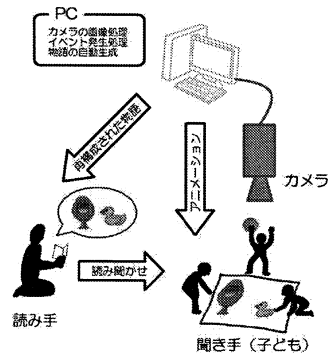 PC
カメラの画像処理
イベント発生処理
物語の自動生成
再構成された物語
アニメーション
カメラ
読み聞かせ
読み手
聞き手（子ども）